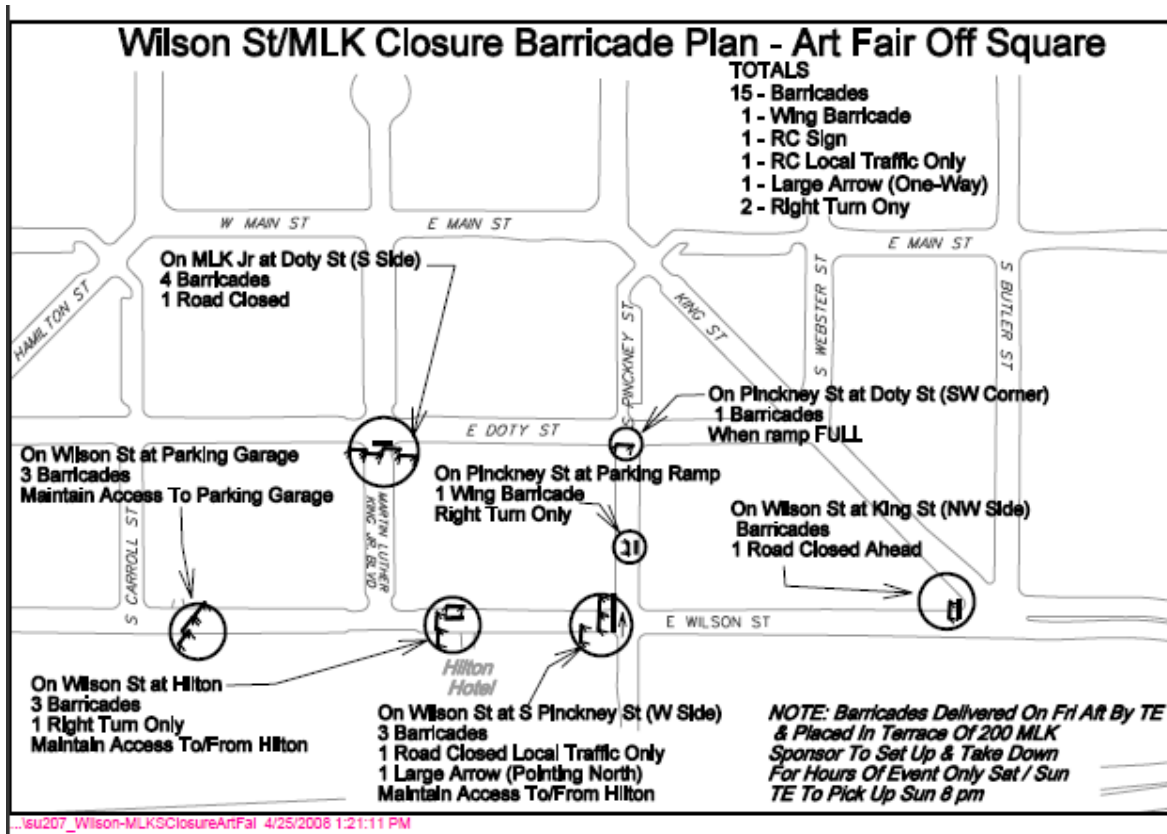 Wilson St/MLK Closure Barricade Plan - Art Fair Off Square
TOTALS
15 - Barricades
1 - Wing Barricade
1 - RC Sign
1 - RC Local Traffic Only
1 - Large Arrow (One-Way)
2 - Right Turn Ony
W MAIN ST
E MAIN ST
E MAIN ST
HAMILTON ST
On MLK Jr at Doty St (S Side)
4 Barricades
1 Road Closed
KING ST
S WEBSTER ST
S BUTLER ST
S PINCKNEY ST
On Pinckney St at Doty St (SW Corner)
1 Barricades
When ramp FULL
E DOTY ST
On Wilson St at Parking Garage
3 Barricades
Maintain Access To Parking Garage
On Pinckney St at Parking Ramp
1 Wing Barricade
Right Turn Only
On Wilson St at King St (NW Side)
Barricades
1 Road Closed Ahead
S CARROLL ST
MARTIN LUTHER
KING JR. BLVD
E WILSON ST
Hilton
Hotel
On Wilson St at Hilton
3 Barricades
1 Right Turn Only
Maintain Access To/From Hilton
On Wilson St at S Pinckney St (W Side)
3 Barricades
1 Road Closed Local Traffic Only
1 Large Arrow (Pointing North)
Maintain Access To/From Hilton
NOTE: Barricades Delivered On Fri Aft By TE
& Placed In Terrace Of 200 MLK
Sponsor To Set Up & Take Down
For Hours Of Event Only Sat / Sun
TE To Pick Up Sun 8 pm
...\su207_Wilson-MLKSClosureArtFai 4/25/2008 1:21:11 PM